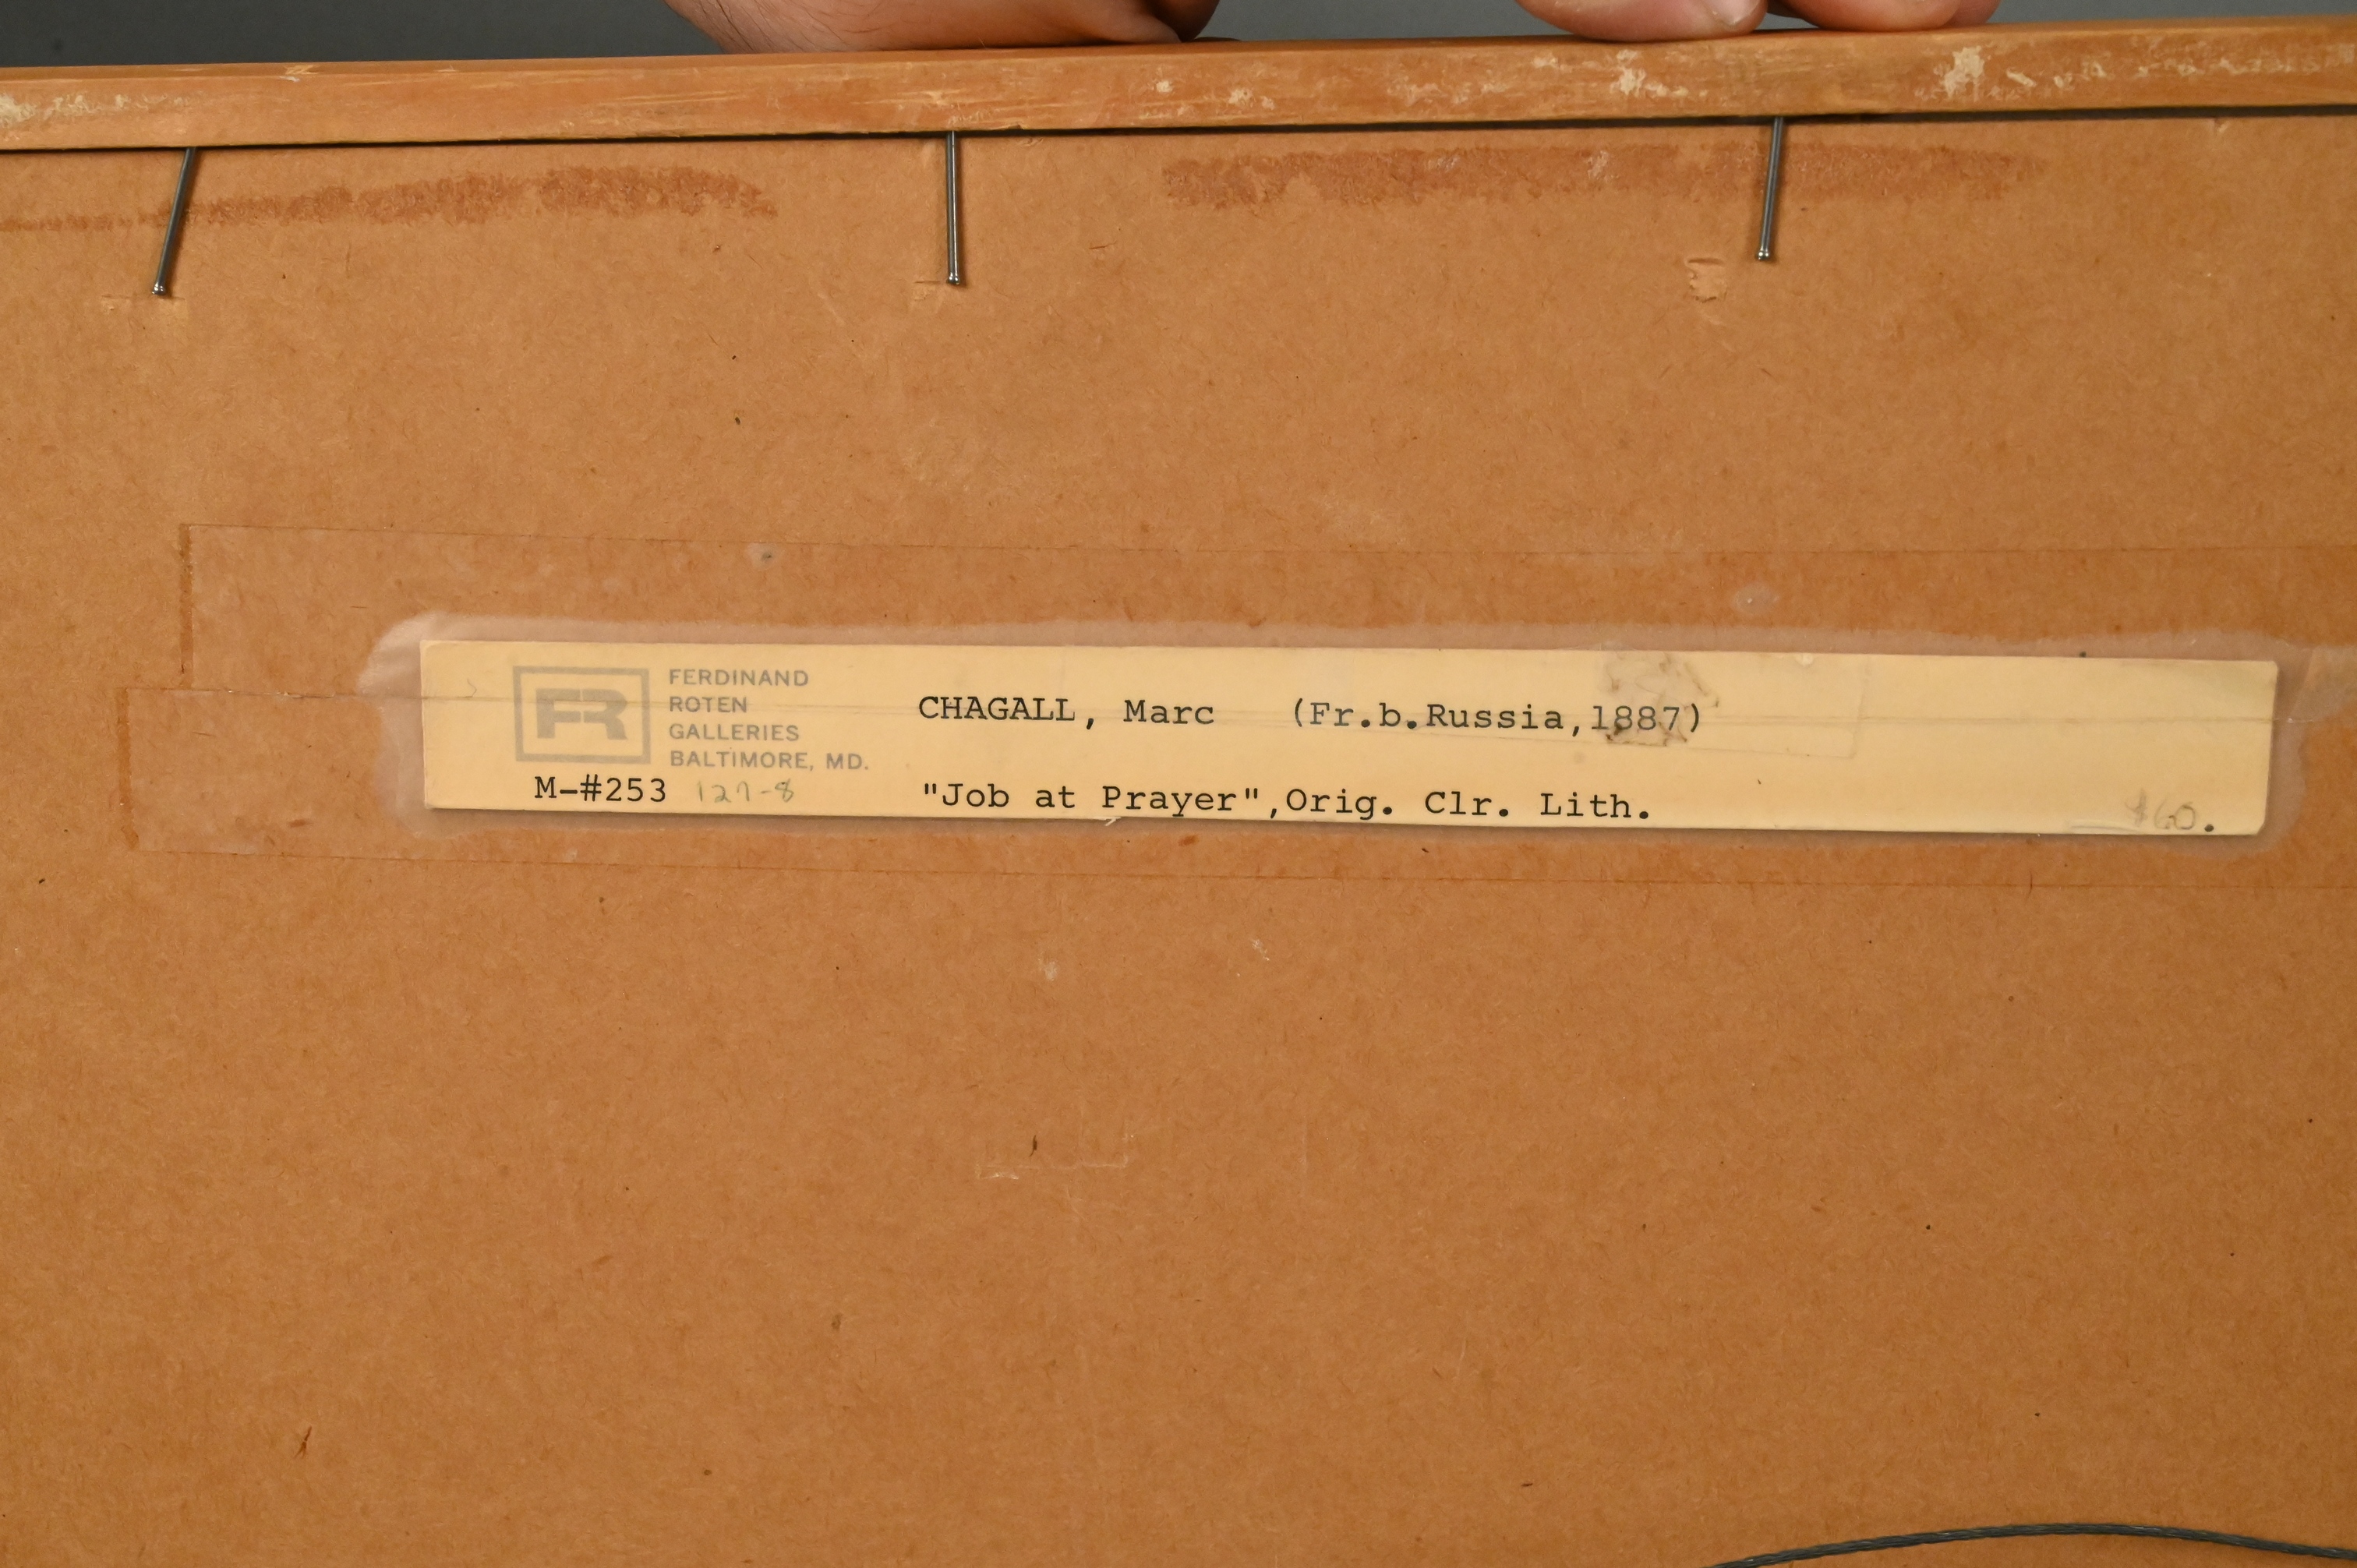 FR
FERDINAND
ROTEN
GALLERIES
BALTIMORE, MD.
CHAGALL, Marc (Fr.b.Russia,1887)
M-#253 127-8 "Job at Prayer",Orig. Clr. Lith. $60.